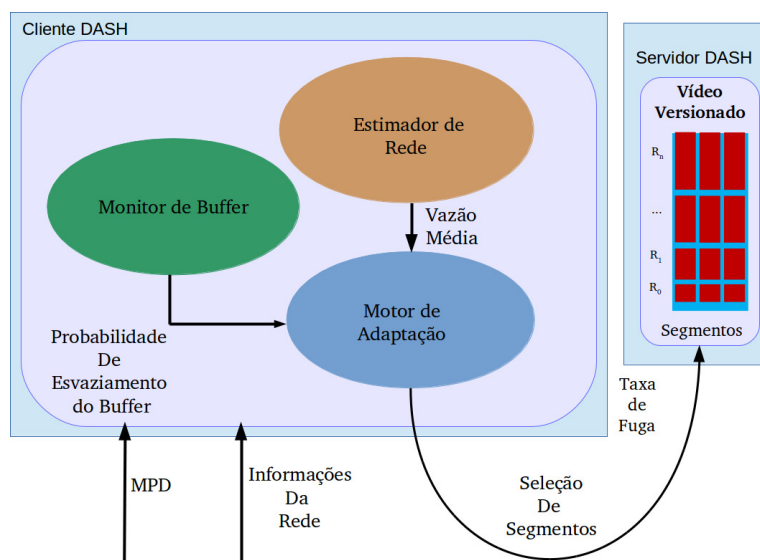 Cliente DASH
Estimador de
Rede
Monitor de Buffer
Vazão
Média
Motor de
Adaptação
Probabilidade
De
Esvaziamento
do Buffer
MPD
Informações
Da
Rede
Seleção
De
Segmentos
Taxa
de
Fuga
Servidor DASH
Vídeo
Versionado
Rn
...
R1
R0
Segmentos